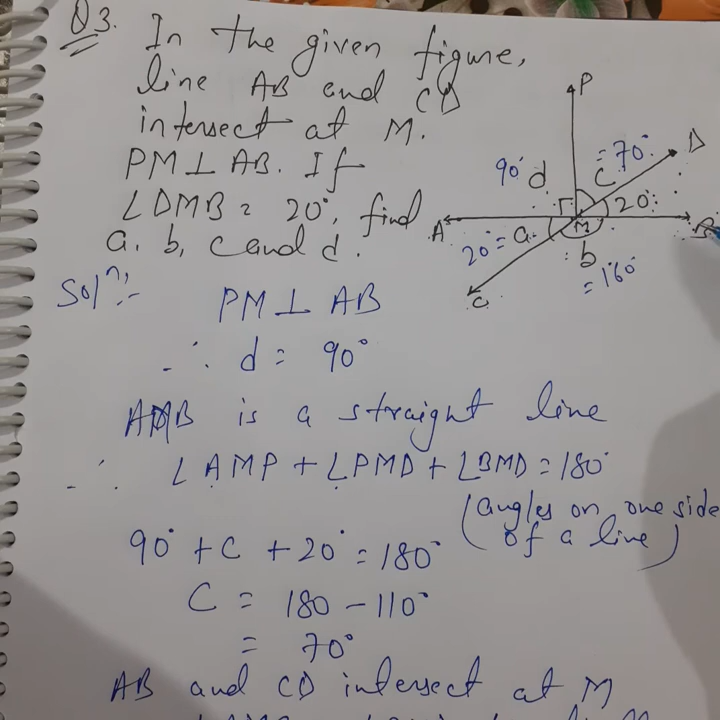 Q3. In the given figure,
line AB and CD
intersect at M.
PM ⊥ AB. If
∠DMB = 20°, find
a, b, c and d.
P
D
= 70°
90° d
c
20°
A
20° = a
M
B
b
= 160°
C
Solⁿ:-
PM ⊥ AB
∴ d = 90°
AMB is a straight line
∴ ∠AMP + ∠PMD + ∠BMD = 180°
(angles on one side
of a line)
90° + C + 20° = 180°
C = 180 - 110°
= 70°
AB and CD intersect at M